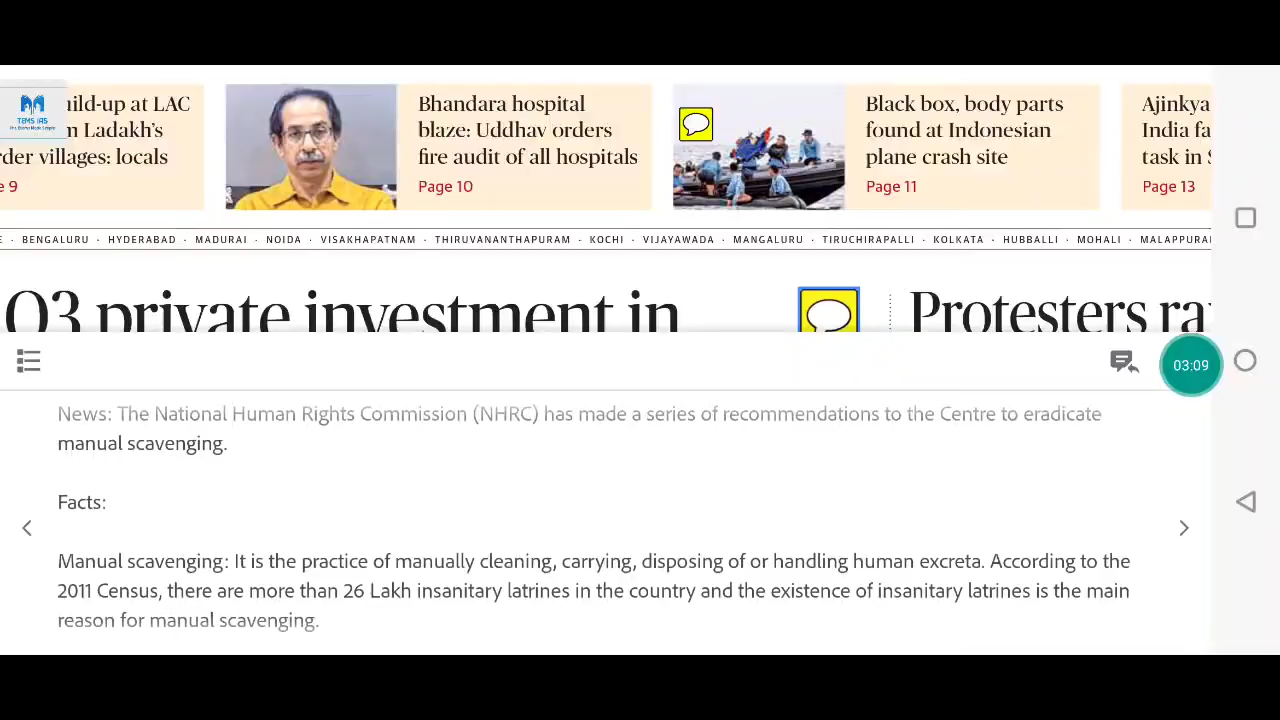 TEMS IAS
uild-up at LAC
Ladakh's
der villages: locals
e 9
Bhandara hospital
blaze: Uddhav orders
fire audit of all hospitals
Page 10
Black box, body parts
found at Indonesian
plane crash site
Page 11
Ajinkya
India fa
task in S
Page 13
E · BENGALURU · HYDERABAD · MADURAI · NOIDA · VISAKHAPATNAM · THIRUVANANTHAPURAM · KOCHI · VIJAYAWADA · MANGALURU · TIRUCHIRAPALLI · KOLKATA · HUBBALLI · MOHALI · MALAPPURA
Q3 private investment in
Protesters ra
03:09
News: The National Human Rights Commission (NHRC) has made a series of recommendations to the Centre to eradicate
manual scavenging.
Facts:
Manual scavenging: It is the practice of manually cleaning, carrying, disposing of or handling human excreta. According to the
2011 Census, there are more than 26 Lakh insanitary latrines in the country and the existence of insanitary latrines is the main
reason for manual scavenging.